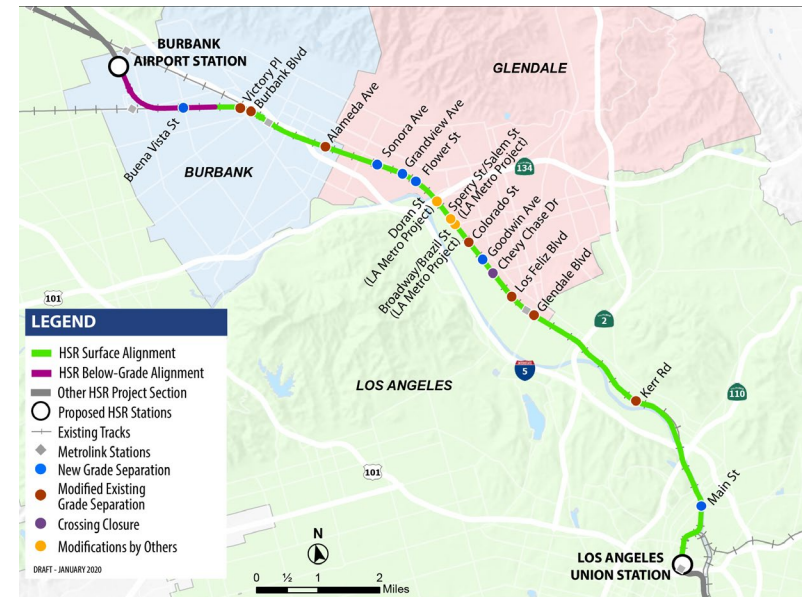 BURBANK
AIRPORT STATION
Victory Pl
Burbank Blvd
GLENDALE
Alameda Ave
Sonora Ave
Grandview Ave
Flower St
Buena Vista St
BURBANK
Sperry St/Salem St
(LA Metro Project)
CALIFORNIA
134
Doran St
(LA Metro Project)
Colorado St
Goodwin Ave
Chevy Chase Dr
Broadway/Brazil St
(LA Metro Project)
Los Feliz Blvd
Glendale Blvd
101
2
LEGEND
HSR Surface Alignment
HSR Below-Grade Alignment
Other HSR Project Section
Proposed HSR Stations
Existing Tracks
Metrolink Stations
New Grade Separation
Modified Existing
Grade Separation
Crossing Closure
Modifications by Others
DRAFT - JANUARY 2020
LOS ANGELES
5
Kerr Rd
110
101
Main St
N
0 ½ 1 2
Miles
LOS ANGELES
UNION STATION